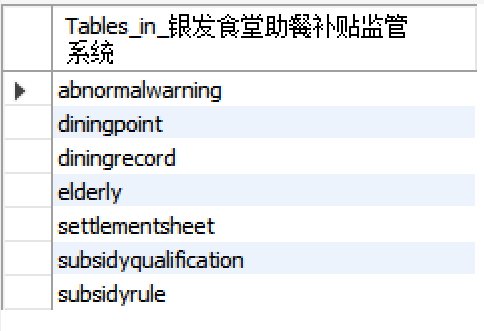 Tables_in_银发食堂助餐补贴监管
系统
abnormalwarning
diningpoint
diningrecord
elderly
settlementsheet
subsidyqualification
subsidyrule